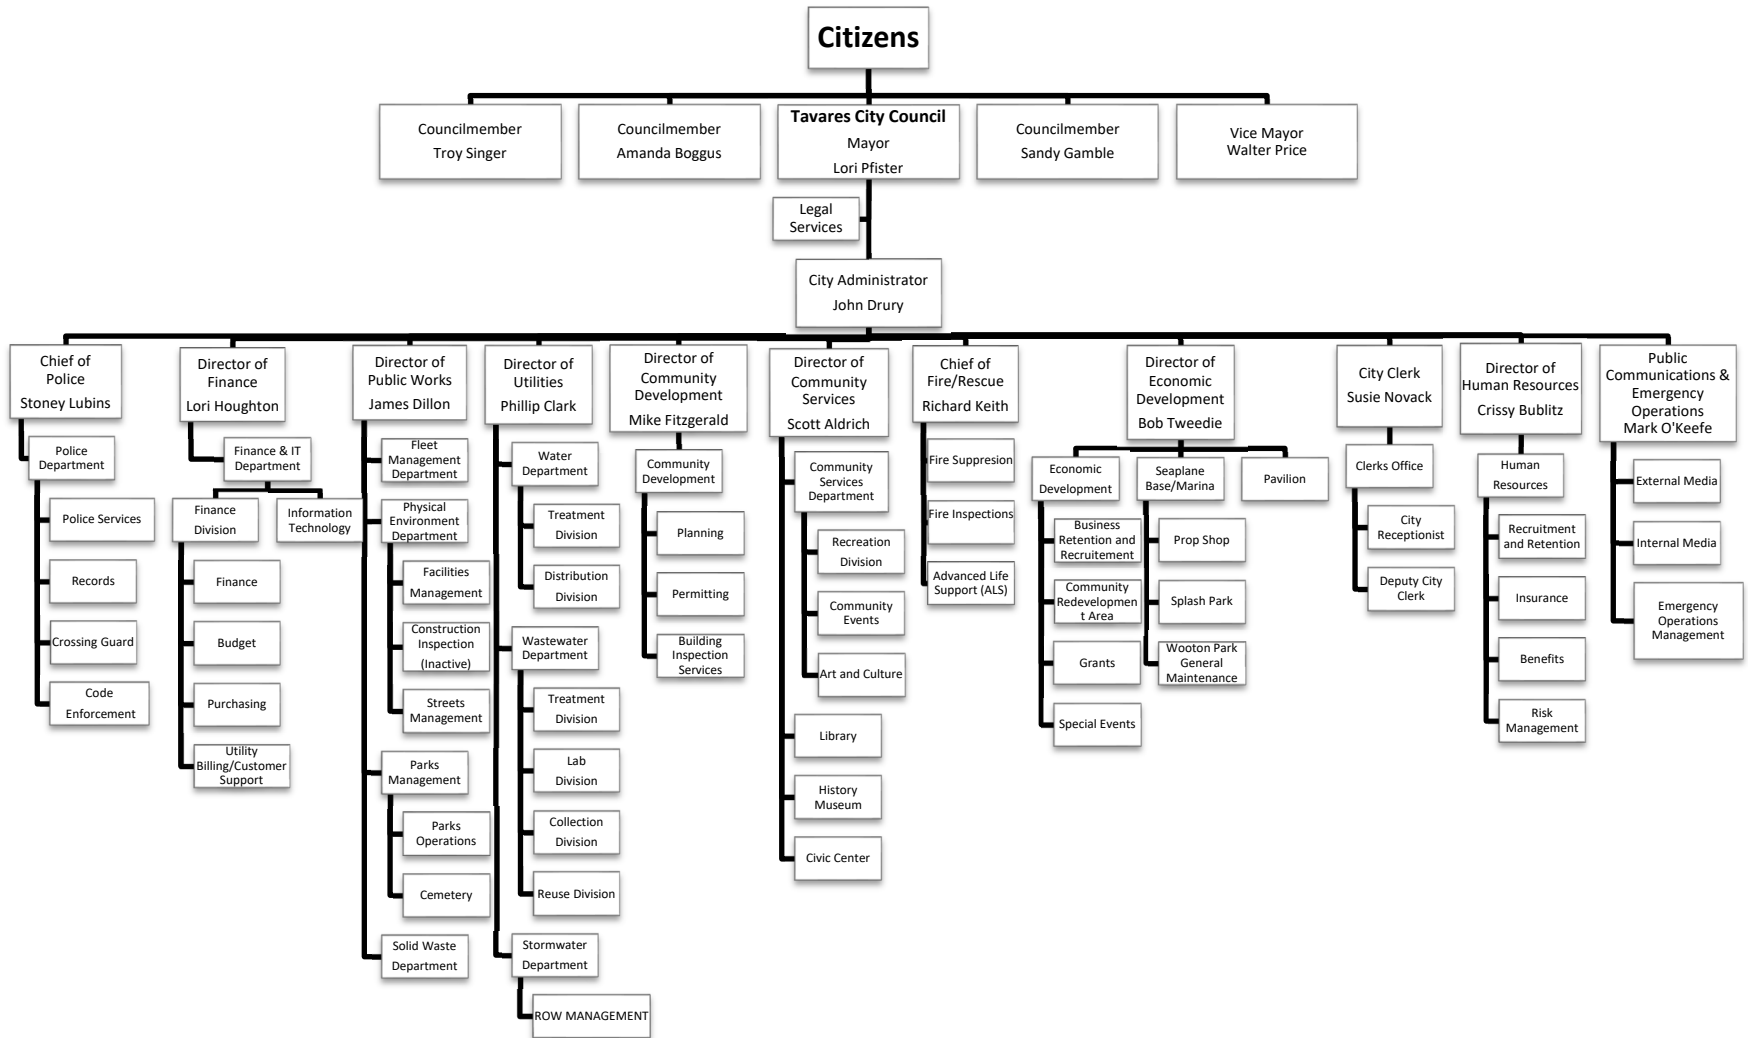 Citizens
Councilmember
Troy Singer
Councilmember
Amanda Boggus
Tavares City Council
Mayor
Lori Pfister
Councilmember
Sandy Gamble
Vice Mayor
Walter Price
Legal
Services
City Administrator
John Drury
Chief of
Police
Stoney Lubins
Police
Department
Police Services
Records
Crossing Guard
Code
Enforcement
Director of
Finance
Lori Houghton
Finance & IT
Department
Finance
Division
Information
Technology
Finance
Budget
Purchasing
Utility
Billing/Customer
Support
Director of
Public Works
James Dillon
Fleet
Management
Department
Physical
Environment
Department
Facilities
Management
Construction
Inspection
(Inactive)
Streets
Management
Parks
Management
Parks
Operations
Cemetery
Solid Waste
Department
Director of
Utilities
Phillip Clark
Water
Department
Treatment
Division
Distribution
Division
Wastewater
Department
Treatment
Division
Lab
Division
Collection
Division
Reuse Division
Stormwater
Department
ROW MANAGEMENT
Director of
Community
Development
Mike Fitzgerald
Community
Development
Planning
Permitting
Building
Inspection
Services
Director of
Community
Services
Scott Aldrich
Community
Services
Department
Recreation
Division
Community
Events
Art and Culture
Library
History
Museum
Civic Center
Chief of
Fire/Rescue
Richard Keith
Fire Suppresion
Fire Inspections
Advanced Life
Support (ALS)
Director of
Economic
Development
Bob Tweedie
Economic
Development
Business
Retention and
Recruitement
Community
Redevelopmen
t Area
Grants
Special Events
Seaplane
Base/Marina
Prop Shop
Splash Park
Wooton Park
General
Maintenance
Pavilion
City Clerk
Susie Novack
Clerks Office
City
Receptionist
Deputy City
Clerk
Director of
Human Resources
Crissy Bublitz
Human
Resources
Recruitment
and Retention
Insurance
Benefits
Risk
Management
Public
Communications &
Emergency
Operations
Mark O'Keefe
External Media
Internal Media
Emergency
Operations
Management